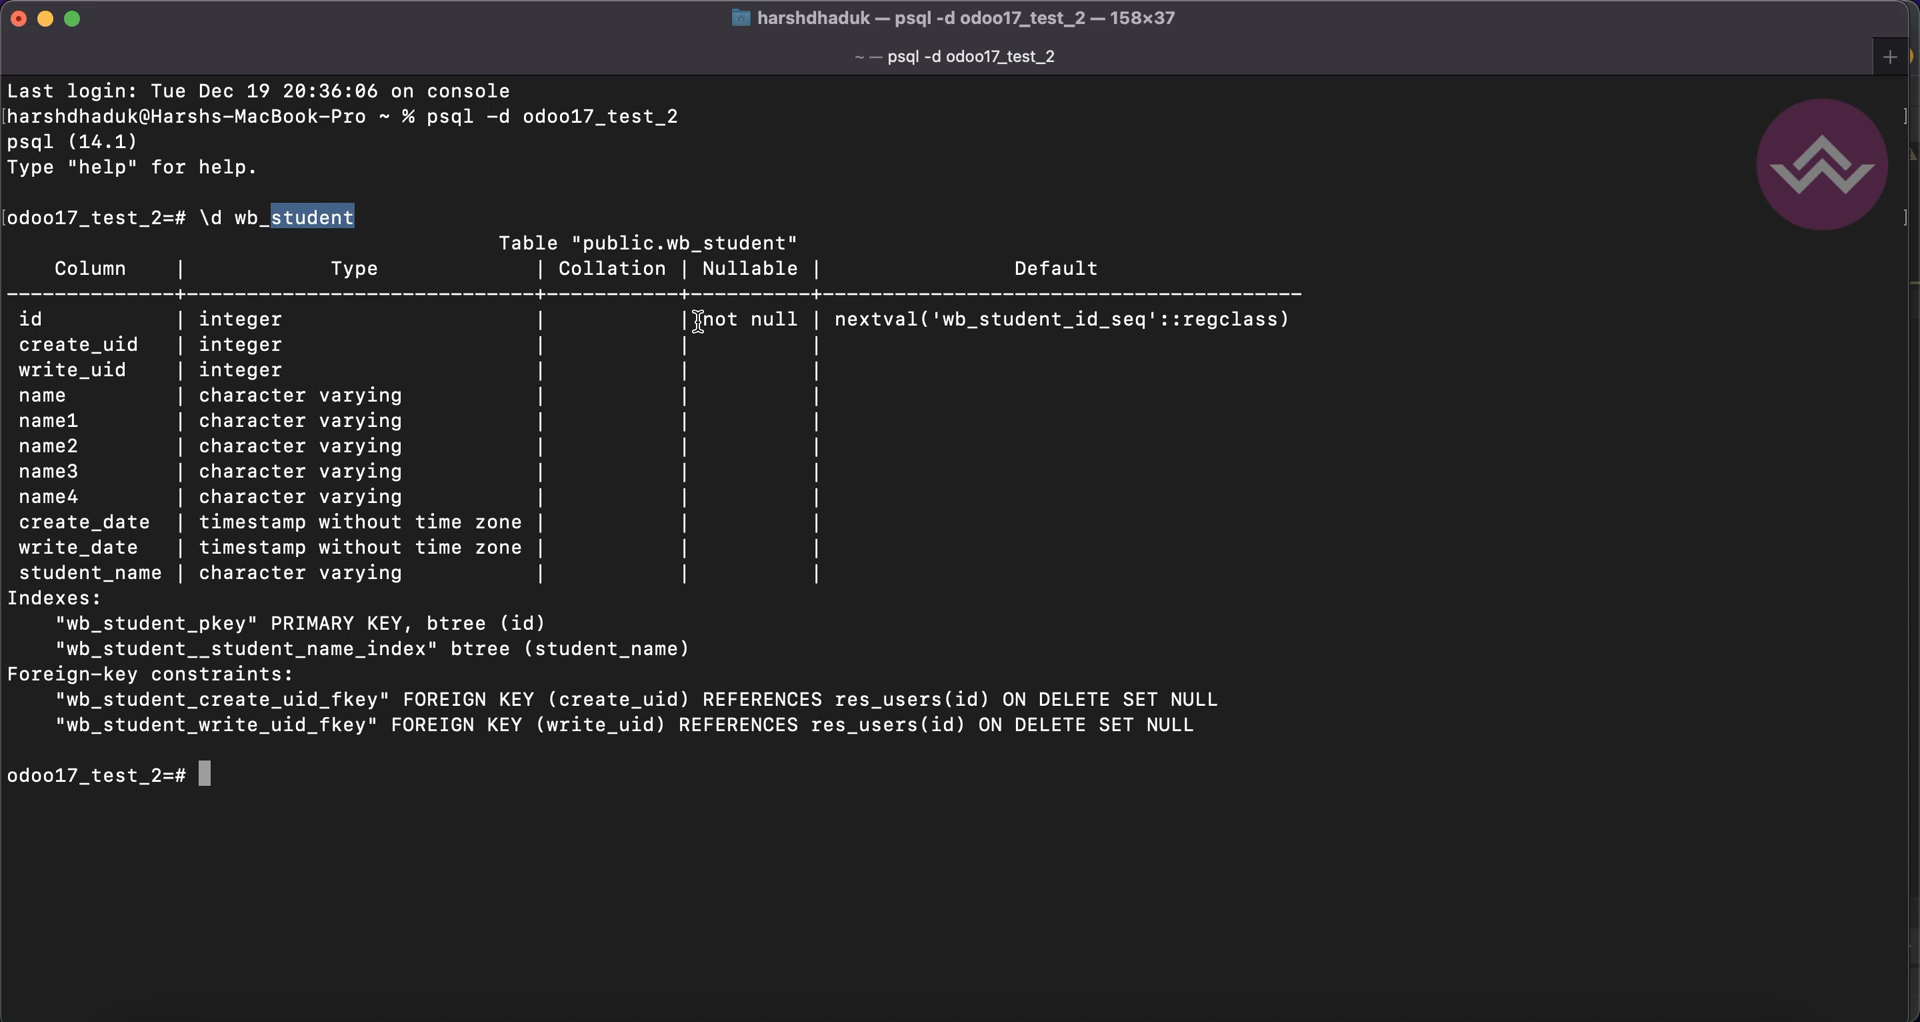 harshdhaduk — psql -d odoo17_test_2 — 158×37
~ — psql -d odoo17_test_2
Last login: Tue Dec 19 20:36:06 on console
[harshdhaduk@Harshs-MacBook-Pro ~ % psql -d odoo17_test_2 ]
psql (14.1)
Type "help" for help.
[odoo17_test_2=# \d wb_student ]
Table "public.wb_student"
Column | Type | Collation | Nullable | Default
--------------+-----------------------------+-----------+----------+----------------------------------------
id | integer | | not null | nextval('wb_student_id_seq'::regclass)
create_uid | integer | | |
write_uid | integer | | |
name | character varying | | |
name1 | character varying | | |
name2 | character varying | | |
name3 | character varying | | |
name4 | character varying | | |
create_date | timestamp without time zone | | |
write_date | timestamp without time zone | | |
student_name | character varying | | |
Indexes:
"wb_student_pkey" PRIMARY KEY, btree (id)
"wb_student__student_name_index" btree (student_name)
Foreign-key constraints:
"wb_student_create_uid_fkey" FOREIGN KEY (create_uid) REFERENCES res_users(id) ON DELETE SET NULL
"wb_student_write_uid_fkey" FOREIGN KEY (write_uid) REFERENCES res_users(id) ON DELETE SET NULL
odoo17_test_2=#